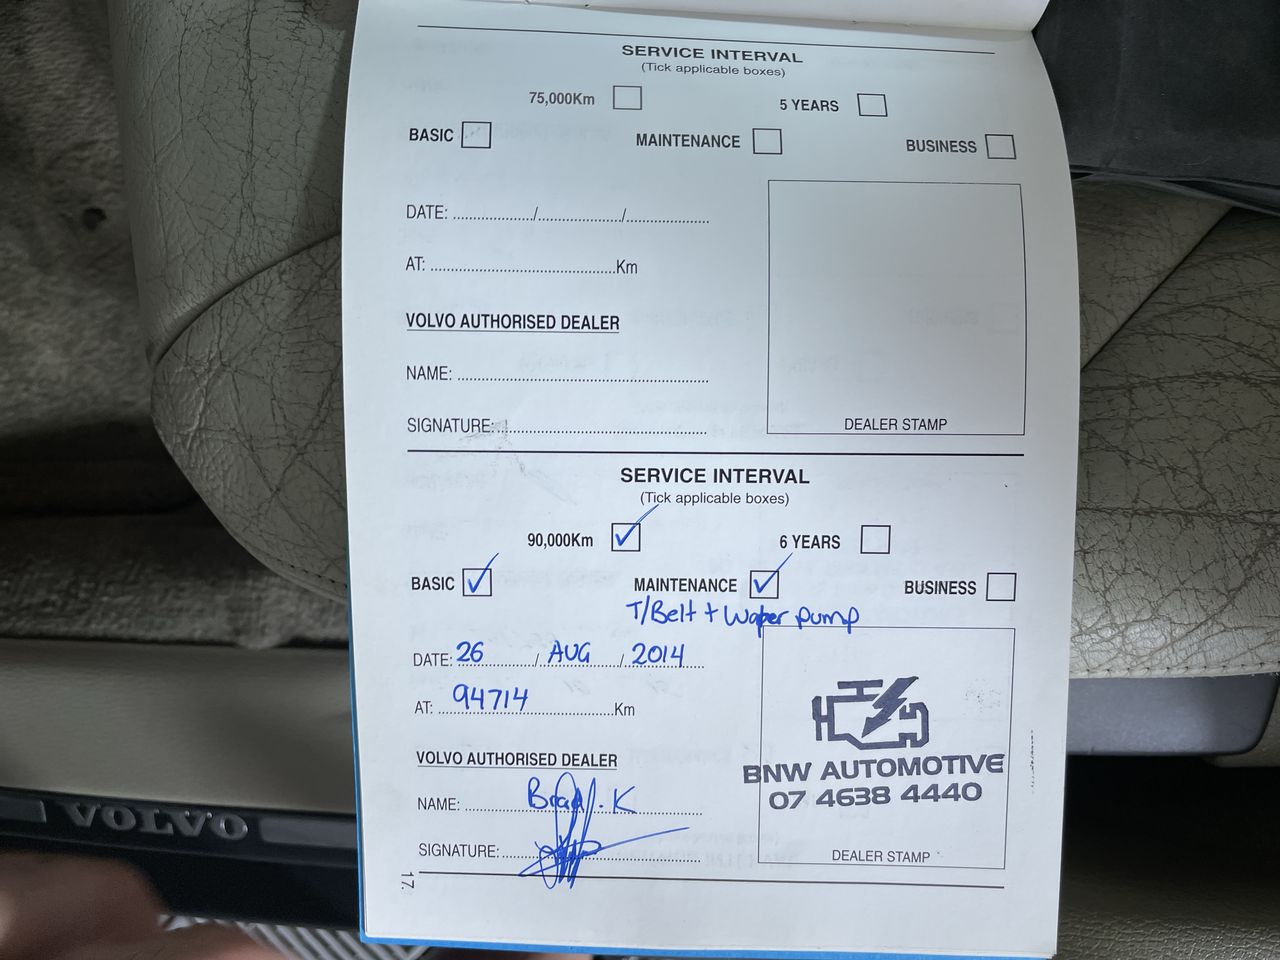 SERVICE INTERVAL
(Tick applicable boxes)
75,000Km 5 YEARS
BASIC MAINTENANCE BUSINESS
DATE: ................../................../..................
AT: ..........................................Km
VOLVO AUTHORISED DEALER
NAME: ..........................................
SIGNATURE: ..........................................
DEALER STAMP
SERVICE INTERVAL
(Tick applicable boxes)
90,000Km ✓ 6 YEARS
BASIC ✓ MAINTENANCE ✓ BUSINESS
T/Belt + Water pump
DATE: 26 / AUG / 2014
AT: 94714 Km
VOLVO AUTHORISED DEALER
NAME: Brad.K
SIGNATURE:
BNW AUTOMOTIVE
07 4638 4440
DEALER STAMP
17.
VOLVO